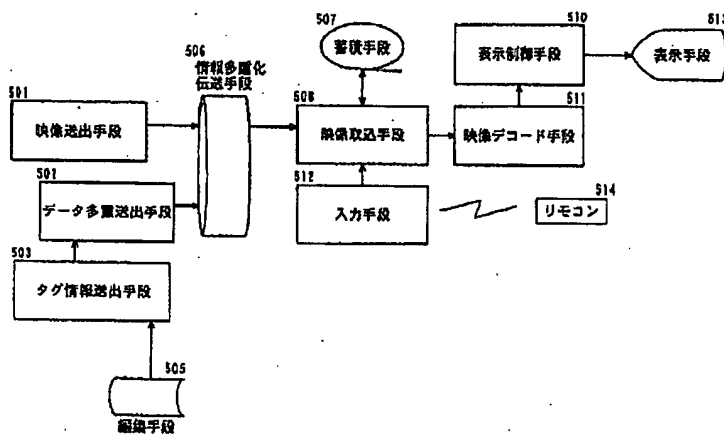 501
映像送出手段
501
データ多重送出手段
503
タグ情報送出手段
505
編集手段
506
情報多重化
伝送手段
507
蓄積手段
508
映像取込手段
512
入力手段
510
表示制御手段
511
映像デコード手段
513
表示手段
514
リモコン